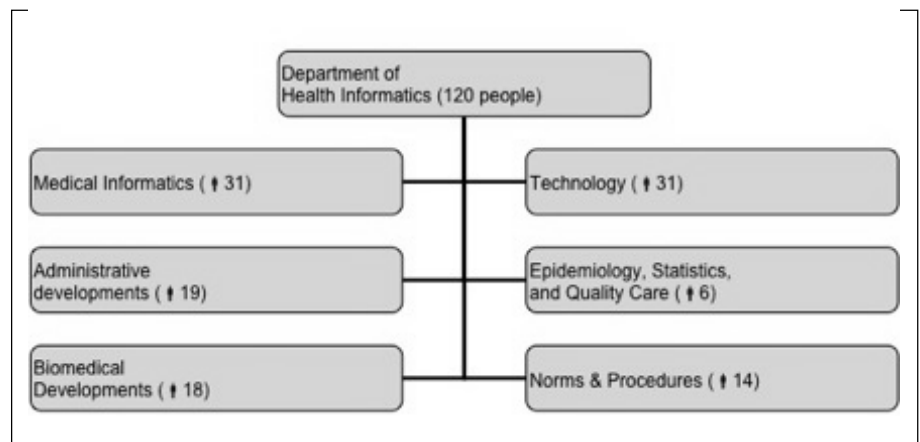 Department of
Health Informatics (120 people)
Medical Informatics ( 31)
Technology ( 31)
Administrative
developments ( 19)
Epidemiology, Statistics,
and Quality Care ( 6)
Biomedical
Developments ( 18)
Norms & Procedures ( 14)